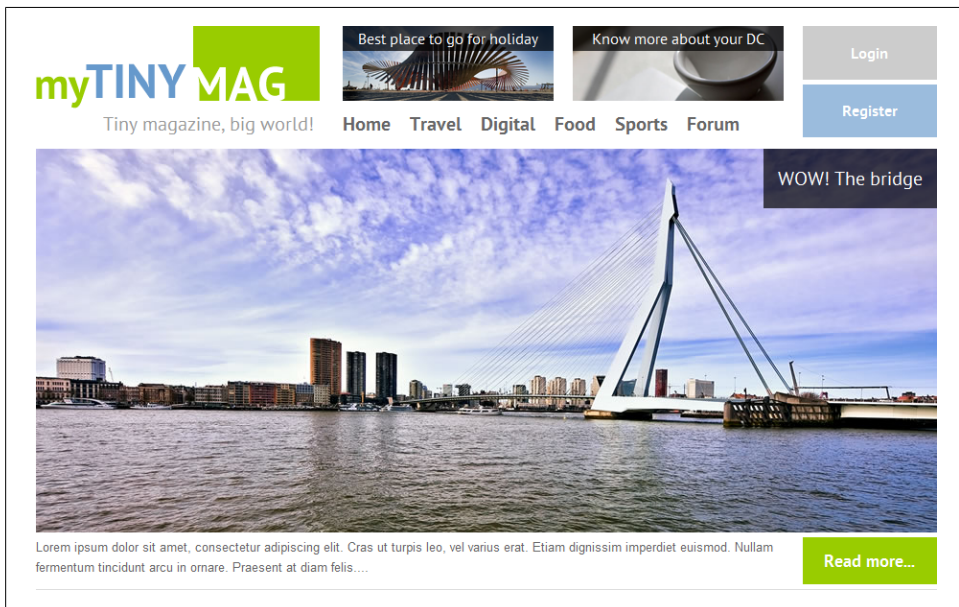 myTINY MAG
Tiny magazine, big world!
Best place to go for holiday
Know more about your DC
Login
Register
Home Travel Digital Food Sports Forum
WOW! The bridge
Lorem ipsum dolor sit amet, consectetur adipiscing elit. Cras ut turpis leo, vel varius erat. Etiam dignissim imperdiet euismod. Nullam
fermentum tincidunt arcu in ornare. Praesent at diam felis....
Read more...